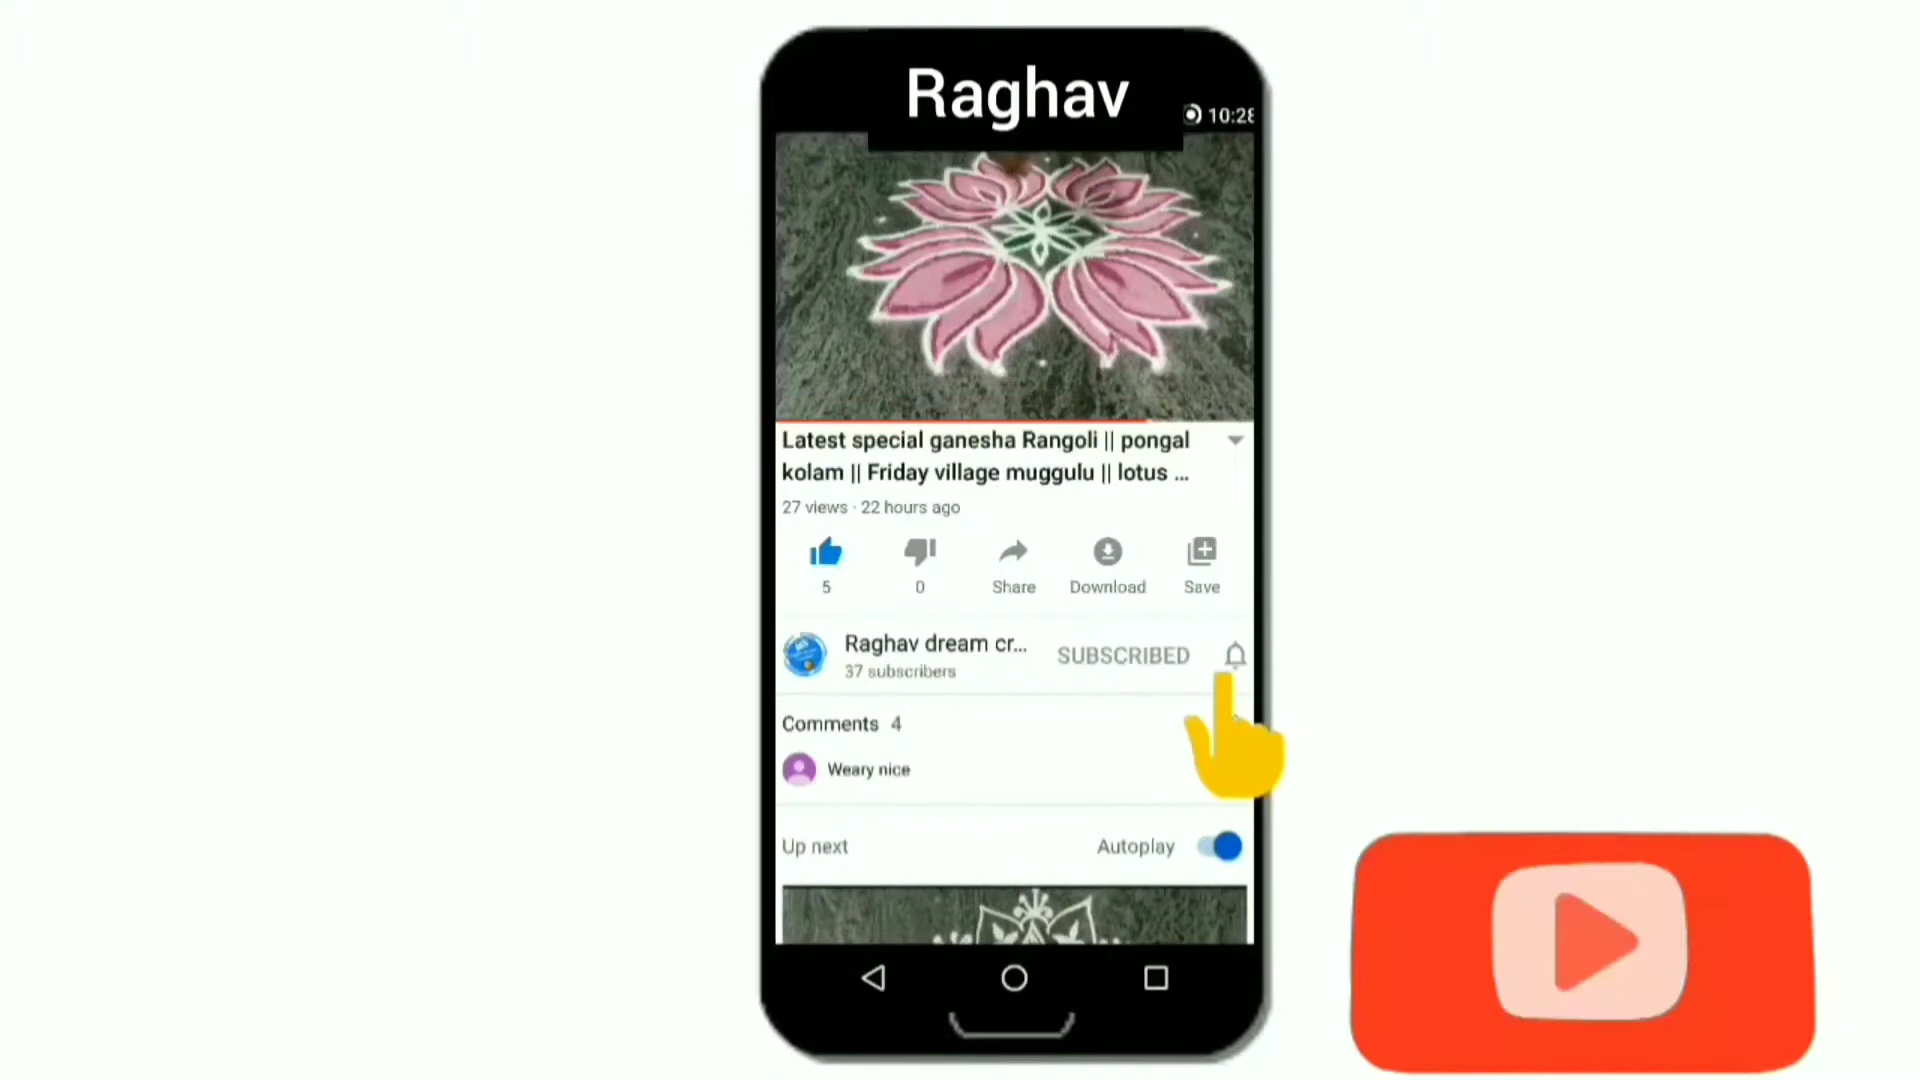 Raghav
10:28
Latest special ganesha Rangoli || pongal
kolam || Friday village muggulu || lotus ...
27 views · 22 hours ago
5
0
Share
Download
Save
Raghav dream cr...
37 subscribers
SUBSCRIBED
Comments 4
Weary nice
Up next
Autoplay